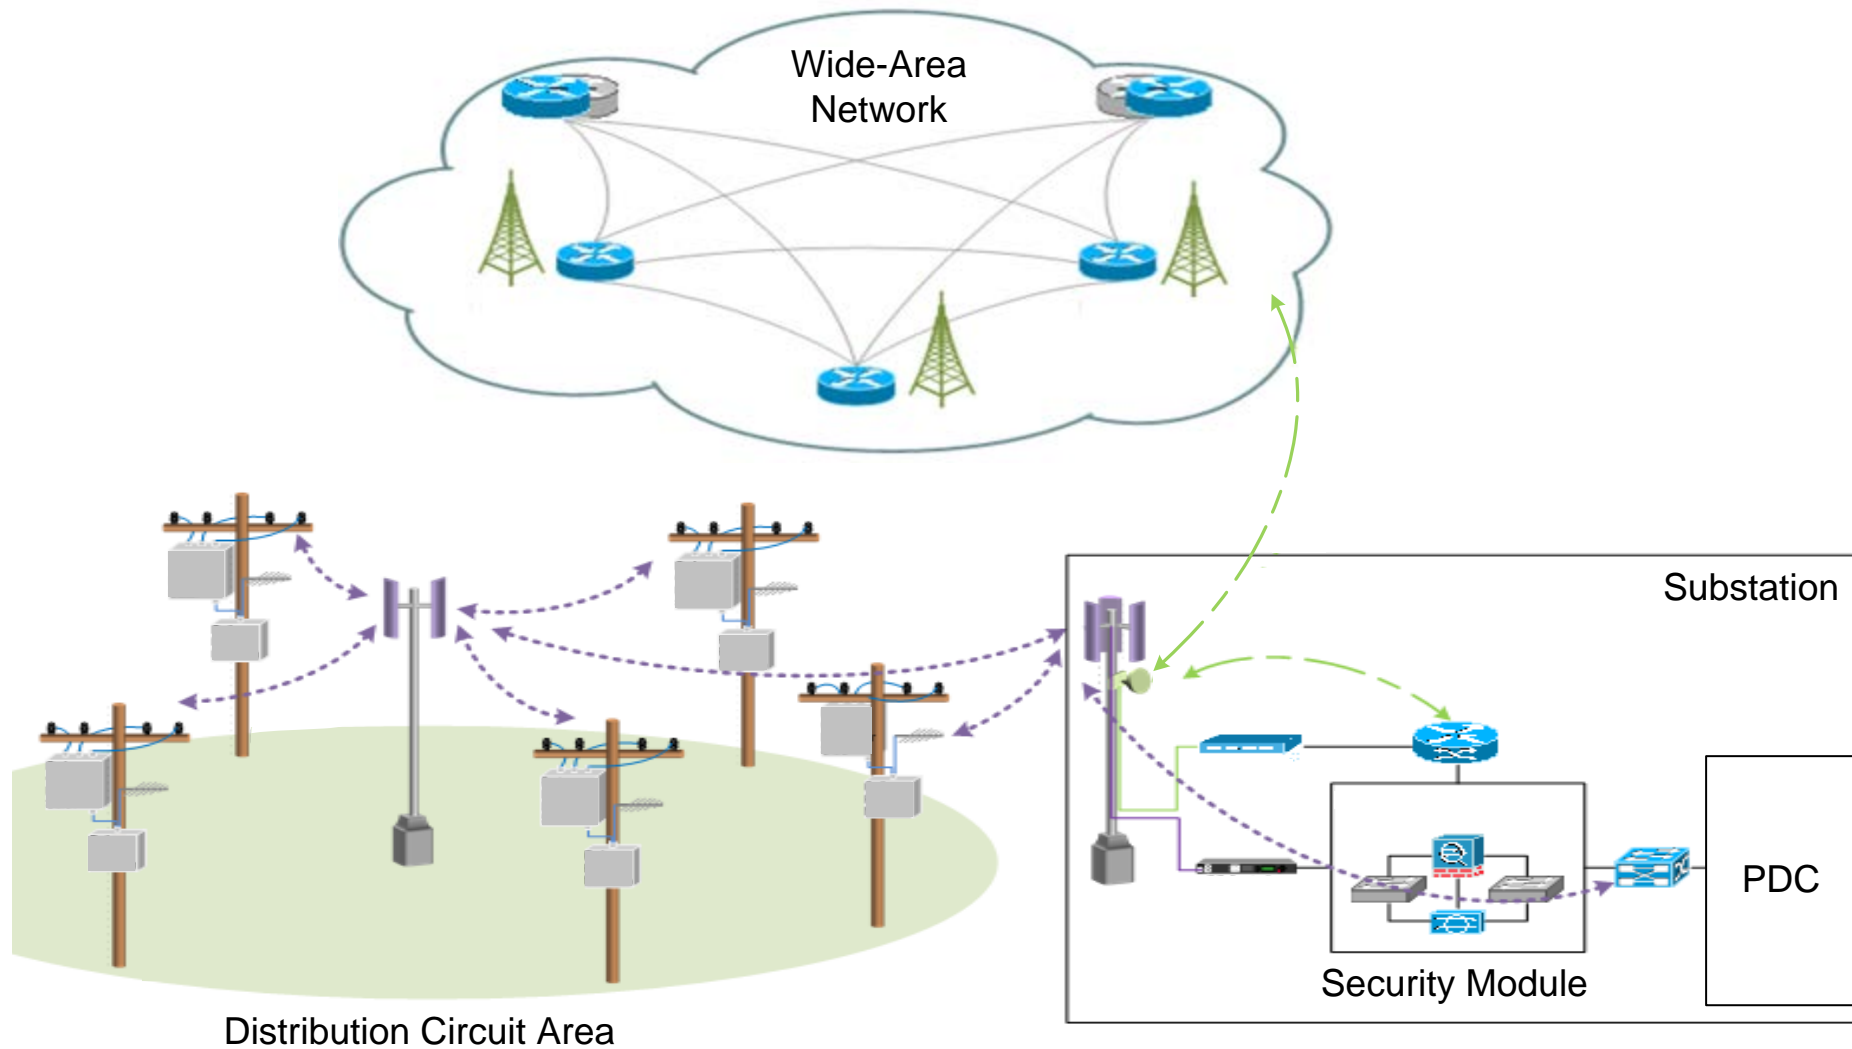 Wide-Area
Network
Substation
PDC
Security Module
Distribution Circuit Area